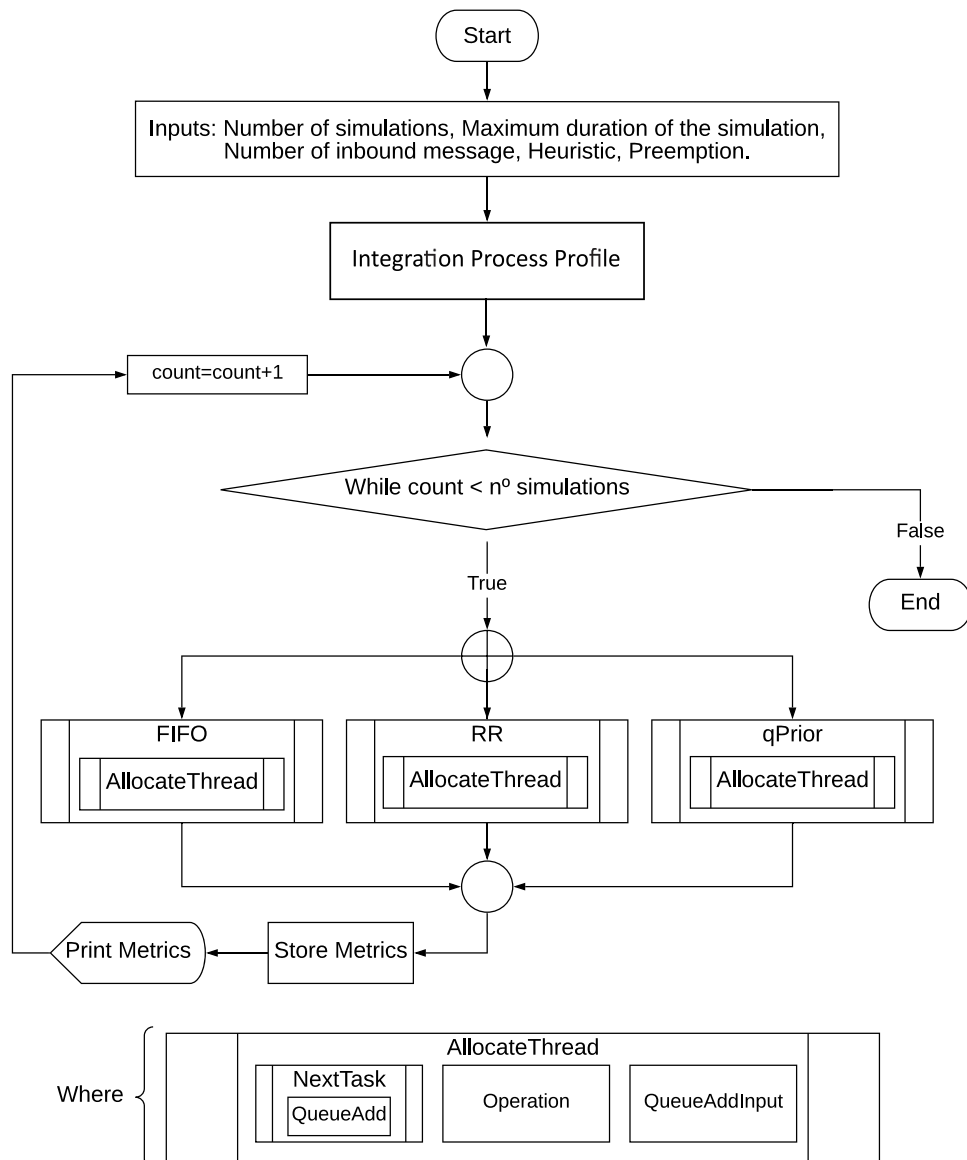 Start
Inputs: Number of simulations, Maximum duration of the simulation,
Number of inbound message, Heuristic, Preemption.
Integration Process Profile
count=count+1
While count < nº simulations
False
True
End
FIFO
AllocateThread
RR
AllocateThread
qPrior
AllocateThread
Print Metrics
Store Metrics
Where
AllocateThread
NextTask
QueueAdd
Operation
QueueAddInput